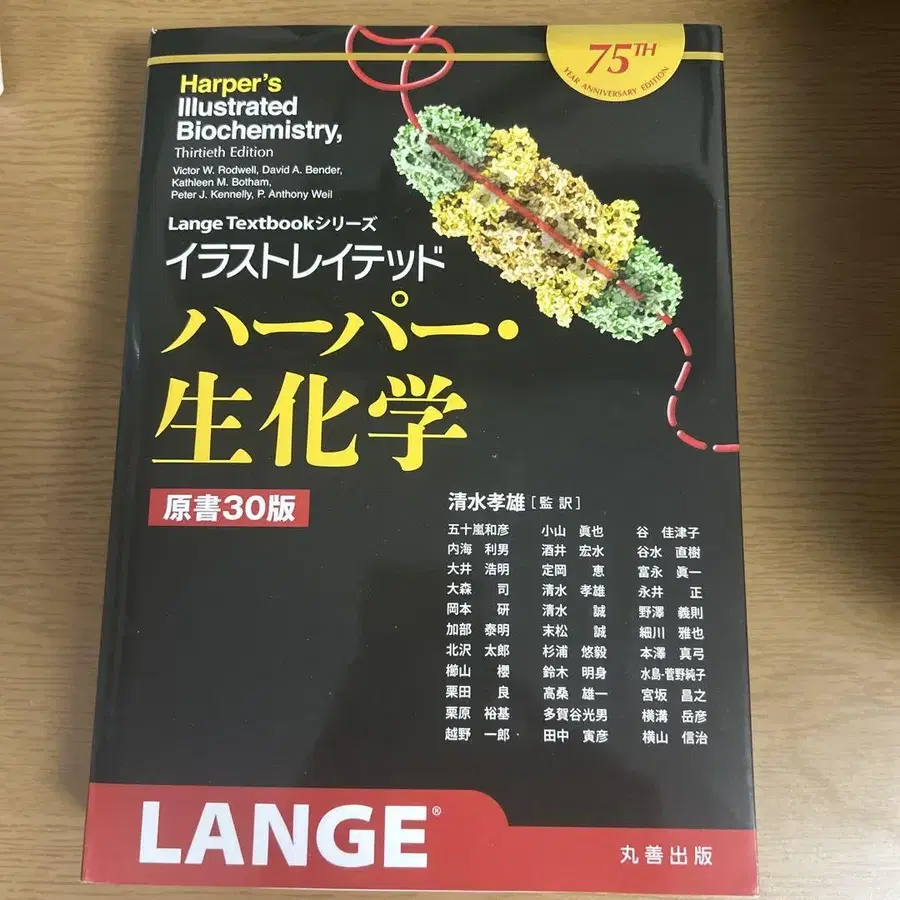 75TH
YEAR ANNIVERSARY EDITION
Harper's
Illustrated
Biochemistry,
Thirtieth Edition
Victor W. Rodwell, David A. Bender,
Kathleen M. Botham,
Peter J. Kennelly, P. Anthony Weil
Lange Textbookシリーズ
イラストレイテッド
ハーパー・
生化学
原書30版
清水孝雄[監訳]
五十嵐和彦 小山 眞也 谷 佳津子
内海 利男 酒井 宏水 谷水 直樹
大井 浩明 定岡 恵 富永 眞一
大森 司 清水 孝雄 永井 正
岡本 研 清水 誠 野澤 義則
加部 泰明 末松 誠 細川 雅也
北沢 太郎 杉浦 悠毅 本澤 真弓
櫛山 櫻 鈴木 明身 水島-菅野純子
栗田 良 高桑 雄一 宮坂 昌之
栗原 裕基 多賀谷光男 横溝 岳彦
越野 一郎 田中 寅彦 横山 信治
LANGE®
丸善出版